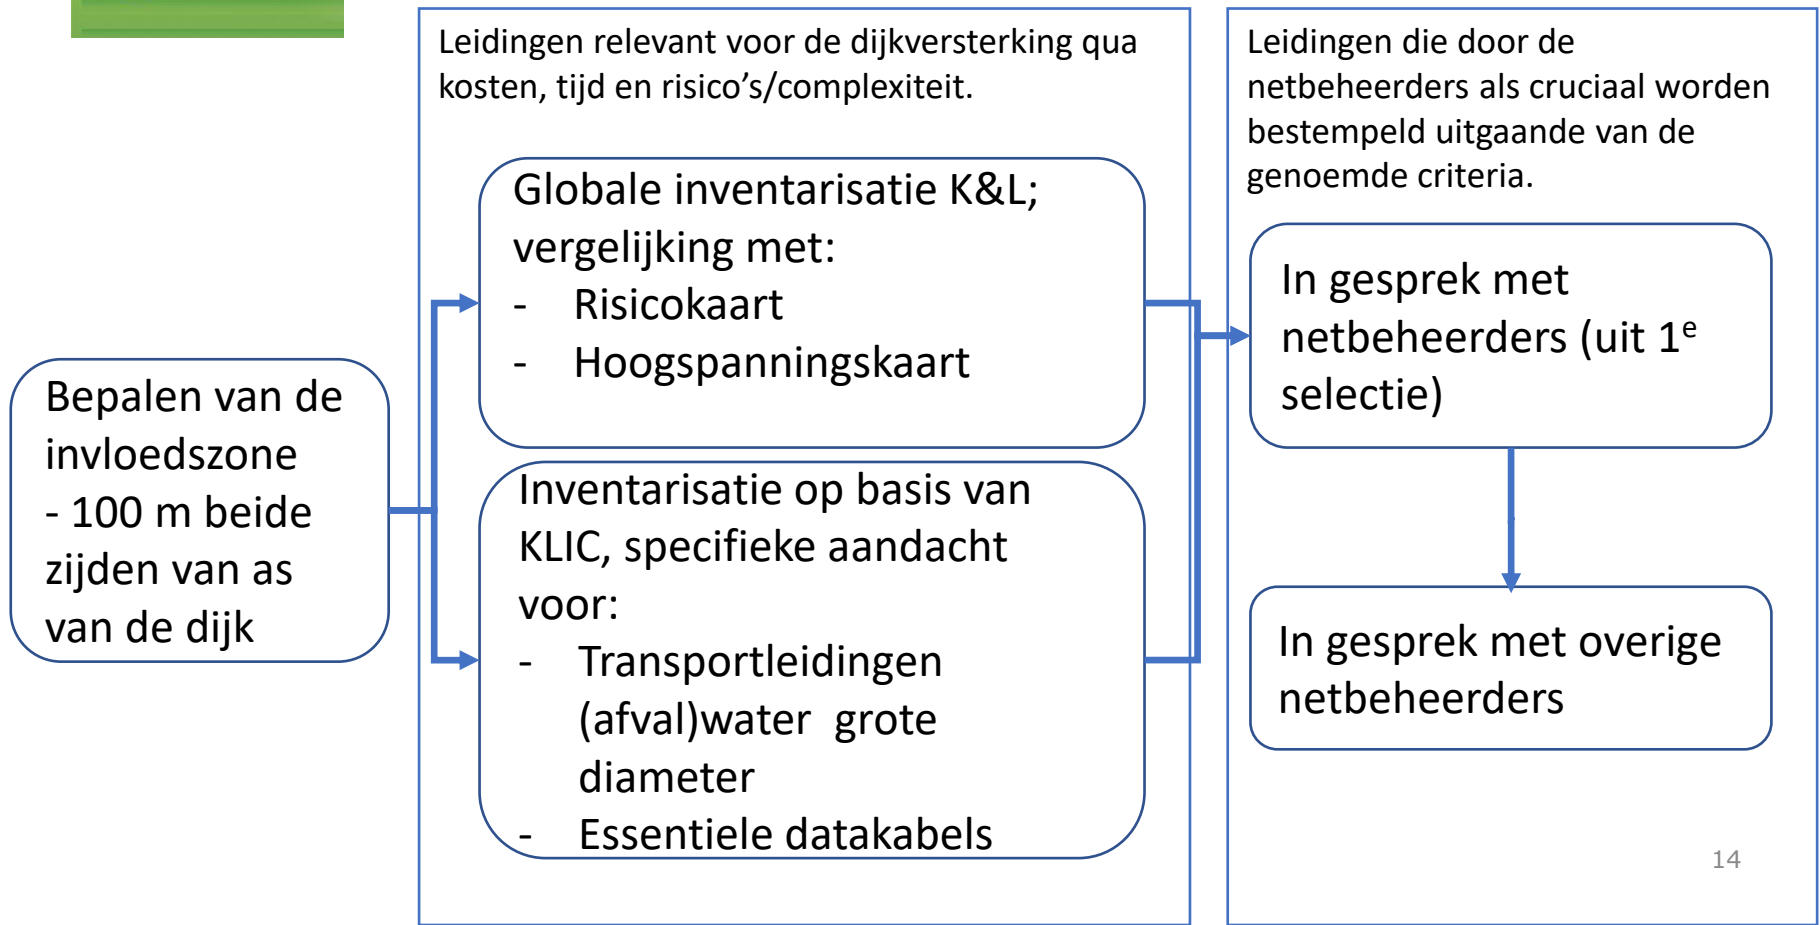 Leidingen relevant voor de dijkversterking qua
kosten, tijd en risico’s/complexiteit.
Leidingen die door de
netbeheerders als cruciaal worden
bestempeld uitgaande van de
genoemde criteria.
Bepalen van de
invloedszone
- 100 m beide
zijden van as
van de dijk
Globale inventarisatie K&L;
vergelijking met:
- Risicokaart
- Hoogspanningskaart
Inventarisatie op basis van
KLIC, specifieke aandacht
voor:
- Transportleidingen
(afval)water grote
diameter
- Essentiele datakabels
In gesprek met
netbeheerders (uit 1e
selectie)
In gesprek met overige
netbeheerders
14